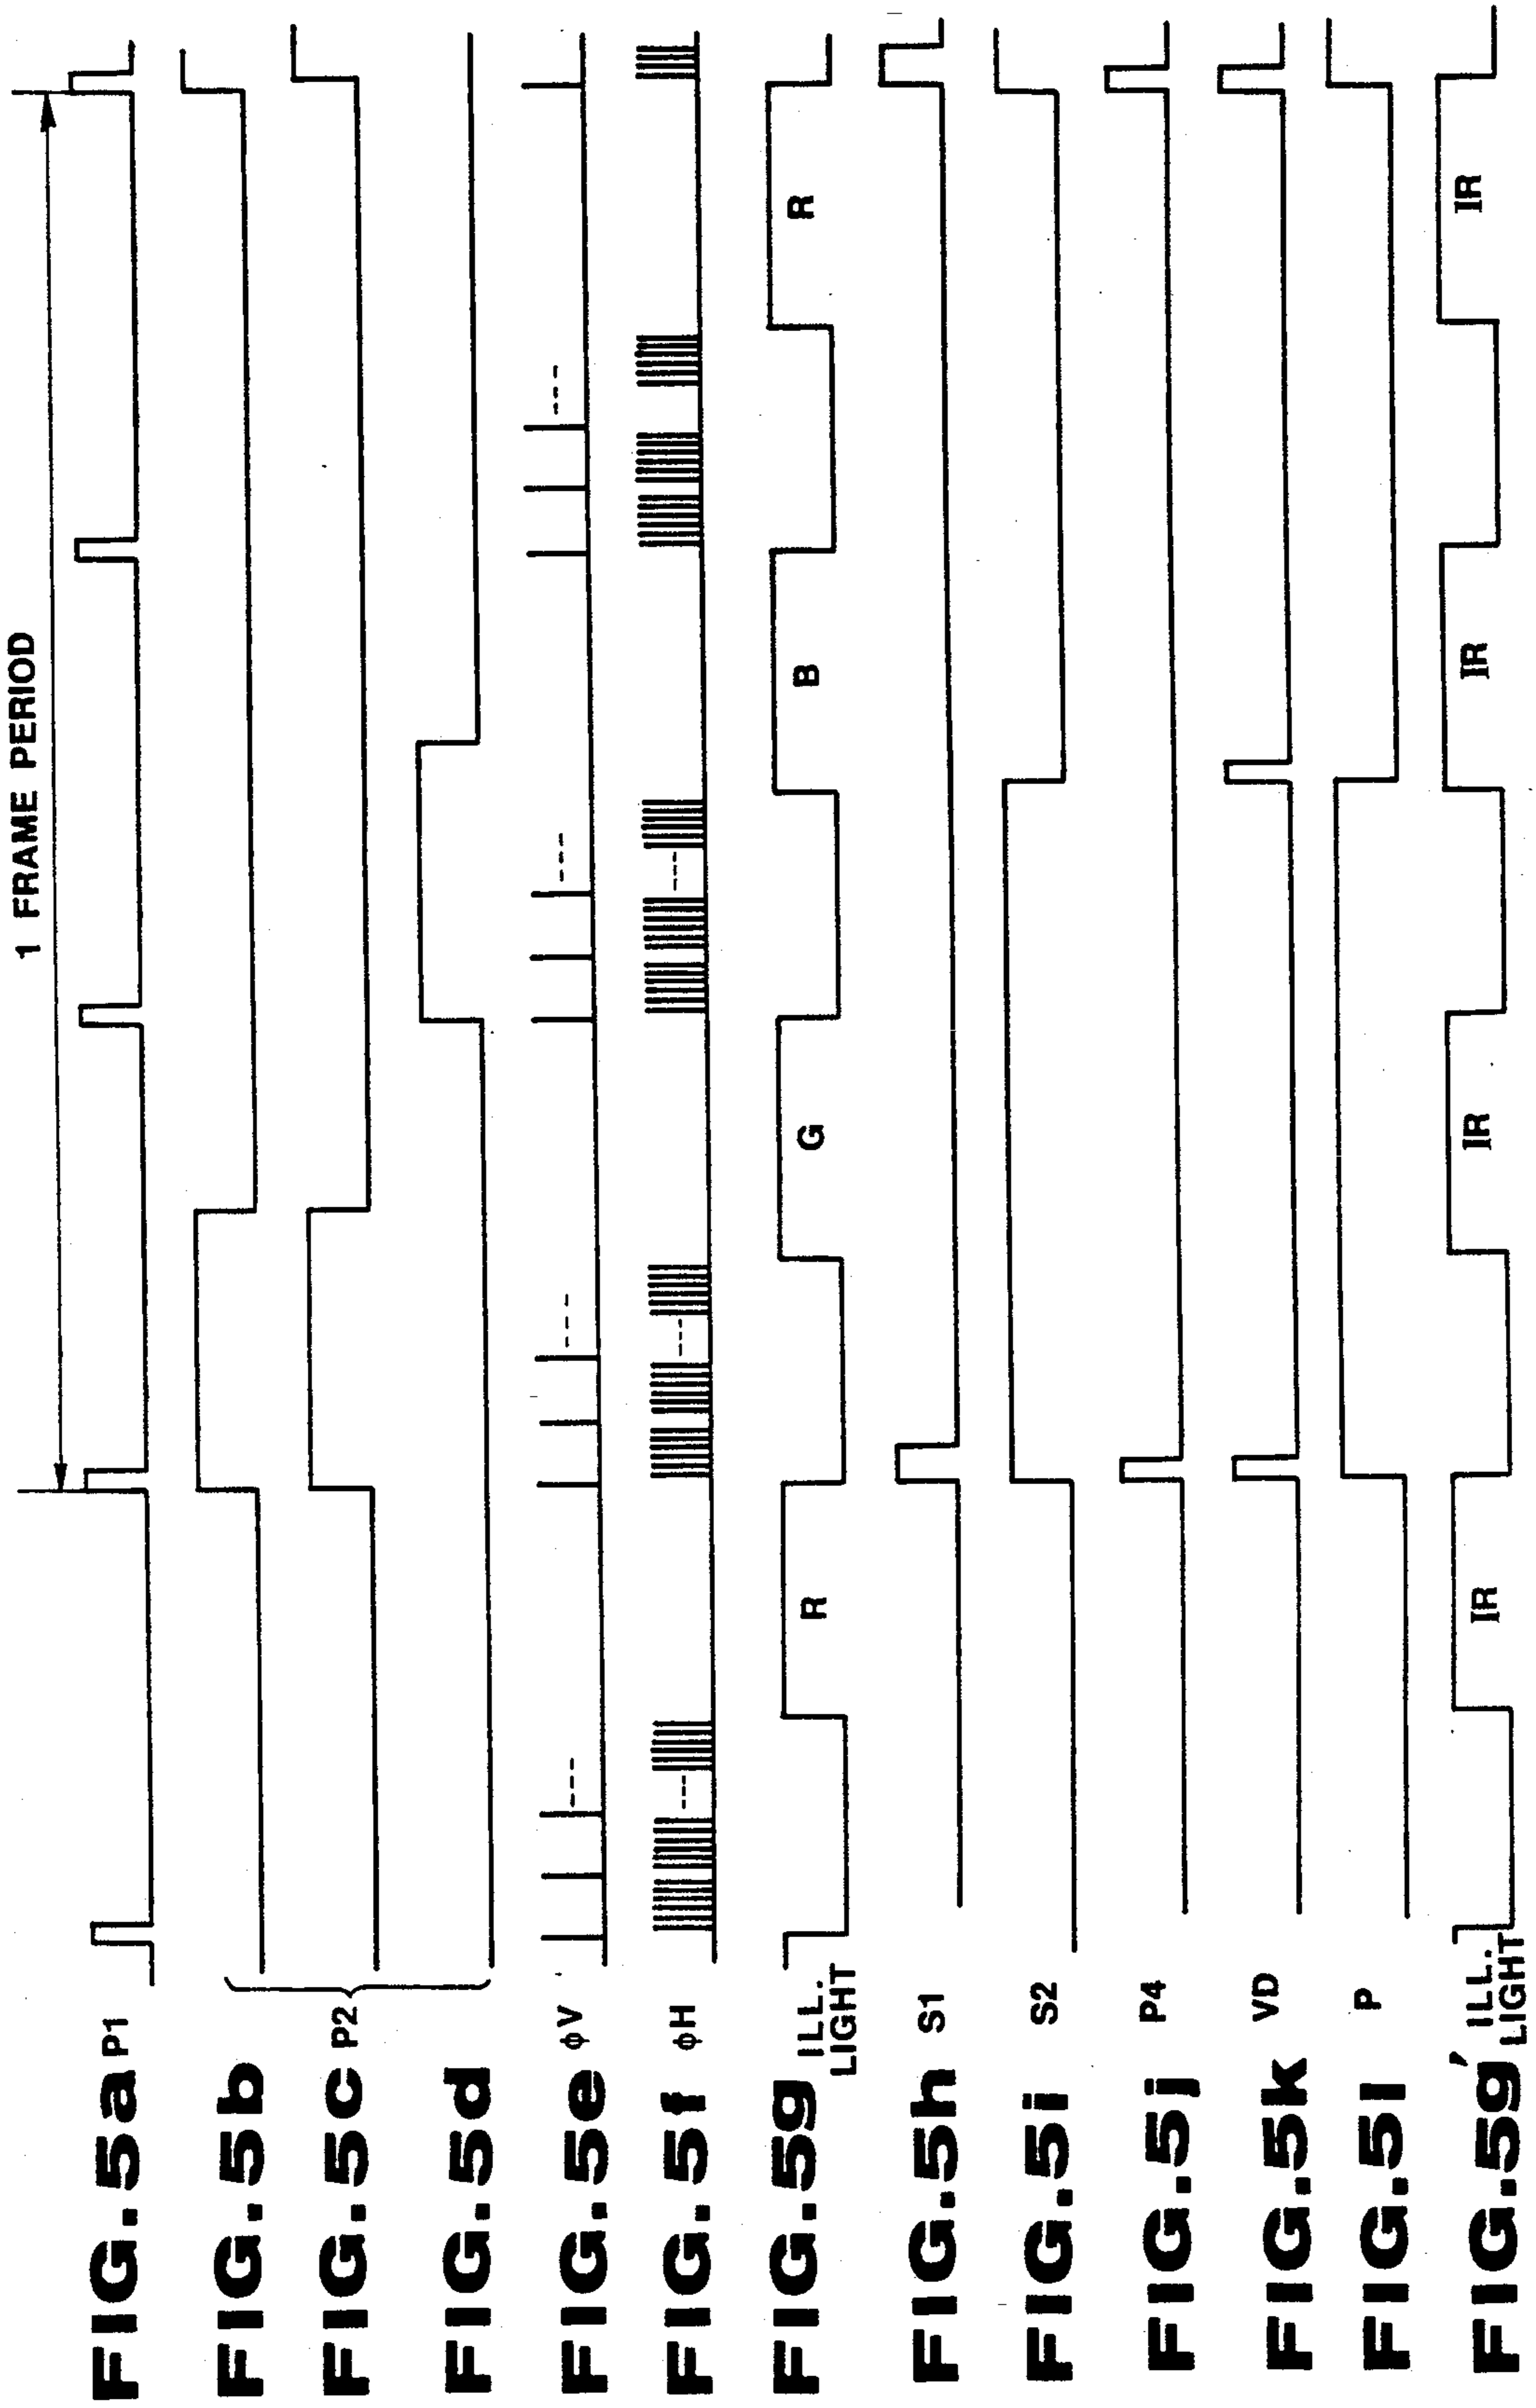 1 FRAME PERIOD
FIG.5a P1
FIG.5b
FIG.5c P2
FIG.5d
FIG.5e φV
FIG.5f φH
FIG.5g ILL. LIGHT
R G B R
FIG.5h S1
FIG.5i S2
FIG.5j P4
FIG.5k VD
FIG.5l P
FIG.5g' ILL. LIGHT
IR IR IR IR